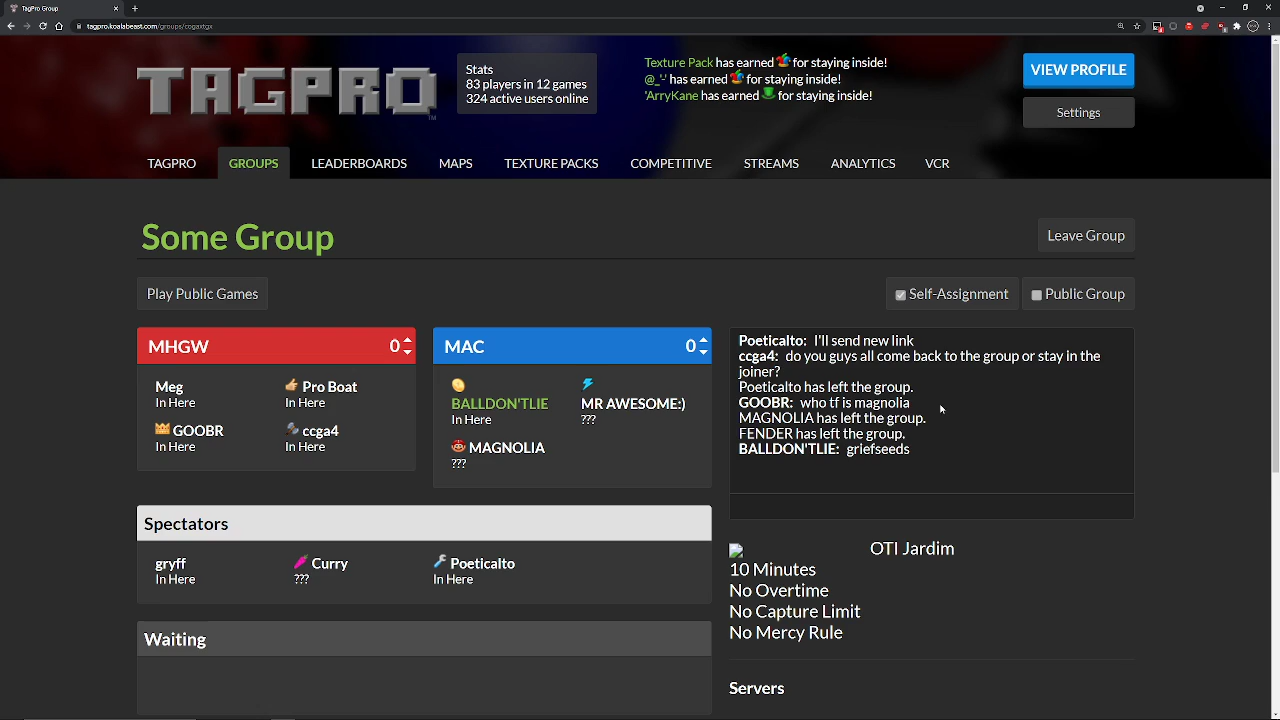 TagPro Group
tagpro.koalabeast.com/groups/cogaxtgx
TAGPRO
TM
Stats
83 players in 12 games
324 active users online
Texture Pack has earned for staying inside!
@_'-' has earned for staying inside!
'ArryKane has earned for staying inside!
VIEW PROFILE
Settings
TAGPRO
GROUPS
LEADERBOARDS
MAPS
TEXTURE PACKS
COMPETITIVE
STREAMS
ANALYTICS
VCR
Some Group
Leave Group
Play Public Games
Self-Assignment
Public Group
MHGW
0
Meg
In Here
Pro Boat
In Here
GOOBR
In Here
ccga4
In Here
MAC
0
BALLDON'TLIE
In Here
MR AWESOME:)
???
MAGNOLIA
???
Poeticalto: I'll send new link
ccga4: do you guys all come back to the group or stay in the
joiner?
Poeticalto has left the group.
GOOBR: who tf is magnolia
MAGNOLIA has left the group.
FENDER has left the group.
BALLDON'TLIE: griefseeds
Spectators
gryff
In Here
Curry
???
Poeticalto
In Here
Waiting
OTI Jardim
10 Minutes
No Overtime
No Capture Limit
No Mercy Rule
Servers